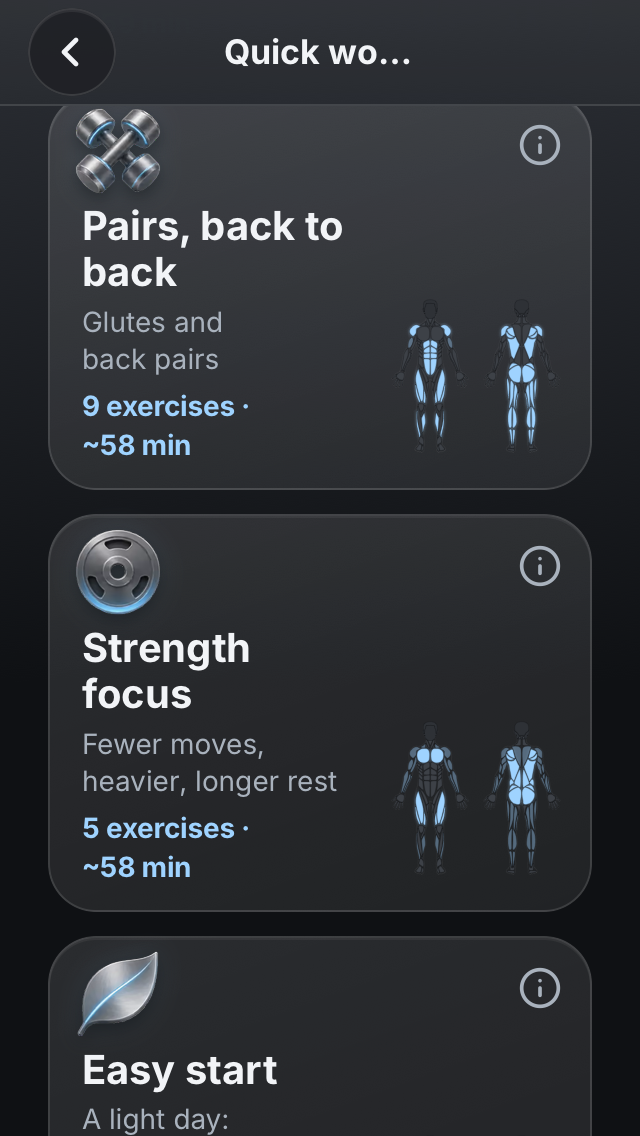 Quick wo...
Pairs, back to
back
Glutes and
back pairs
9 exercises ·
~58 min
Strength
focus
Fewer moves,
heavier, longer rest
5 exercises ·
~58 min
Easy start
A light day: